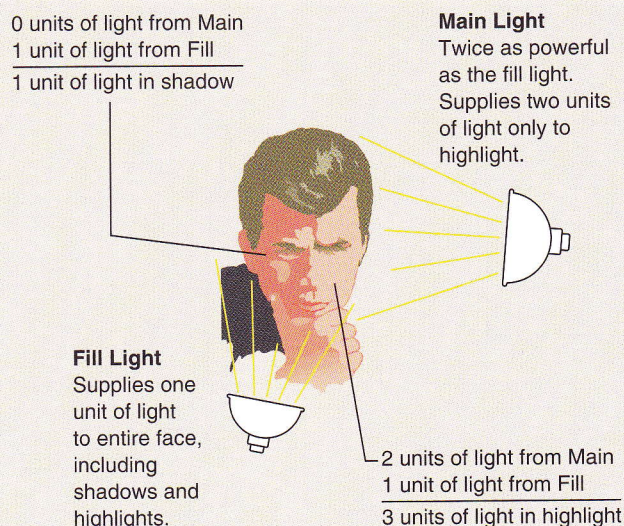 0 units of light from Main
1 unit of light from Fill
1 unit of light in shadow
Main Light
Twice as powerful
as the fill light.
Supplies two units
of light only to
highlight.
Fill Light
Supplies one
unit of light
to entire face,
including
shadows and
highlights.
2 units of light from Main
1 unit of light from Fill
3 units of light in highlight